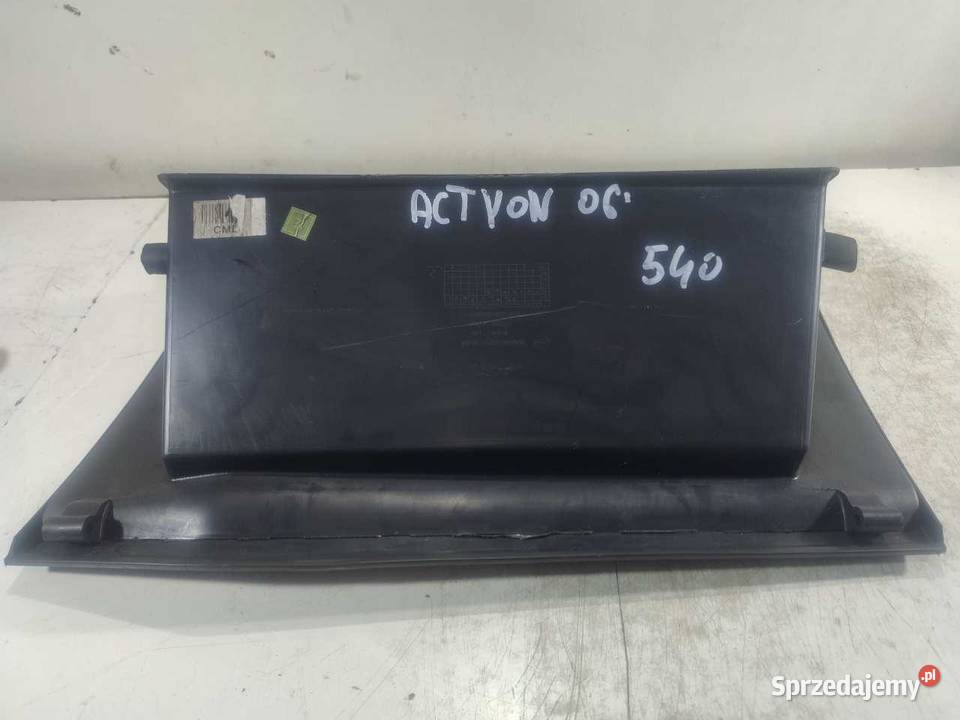 ACTYON 06'
CML
540
Sprzedajemy.pl